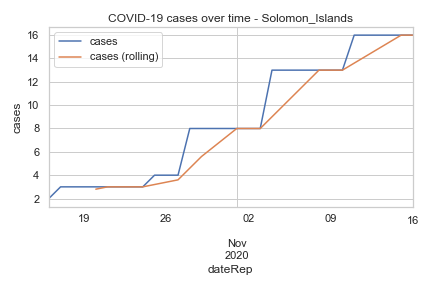 COVID-19 cases over time - Solomon_Islands
cases
cases (rolling)
cases
16
14
12
10
8
6
4
2
19 26 02 09 16
Nov
2020
dateRep